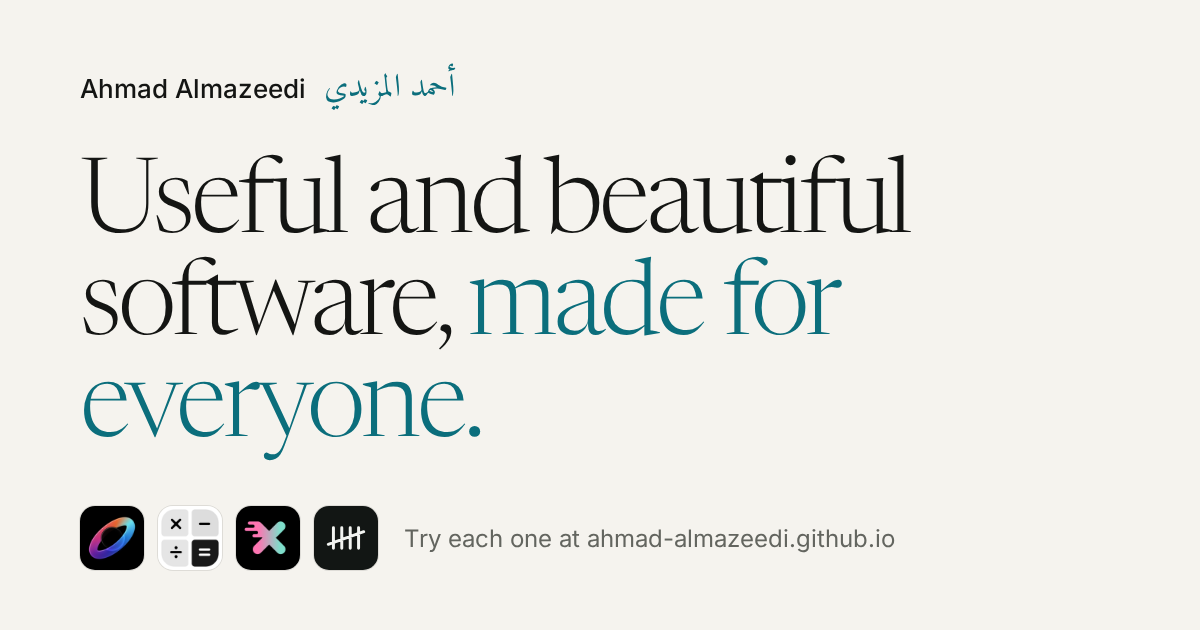 Ahmad Almazeedi أحمد المزيدي
Useful and beautiful
software, made for
everyone.
× −
÷ =
Try each one at ahmad-almazeedi.github.io